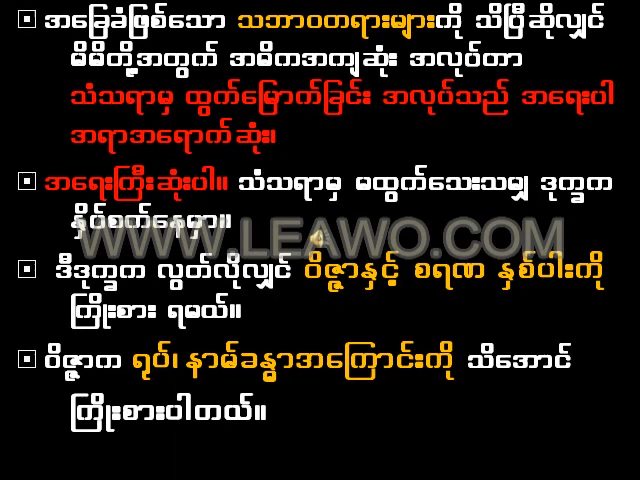 အခြေခံဖြစ်သော သဘာဝတရားများကို သိပြီဆိုလျှင်
မိမိတို့အတွက် အဓိကအကျဆုံး အလုပ်တာ
သံသရာမှ ထွက်မြောက်ခြင်း အလုပ်သည် အရေးပါ
အရာအရောက်ဆုံး၊
အရေးကြီးဆုံးပါ။ သံသရာမှ မထွက်သေးသမျှ ဒုက္ခက
နှိပ်စက်နေမှာ။
WWW.LEAWO.COM
ဒီဒုက္ခက လွတ်လိုလျှင် ဝိဇ္ဇာနှင့် စရဏ နှစ်ပါးကို
ကြိုးစား ရမယ်။
ဝိဇ္ဇာက ရုပ်၊ နာမ်ခန္ဓာအကြောင်းကို သိအောင်
ကြိုးစားပါတယ်။